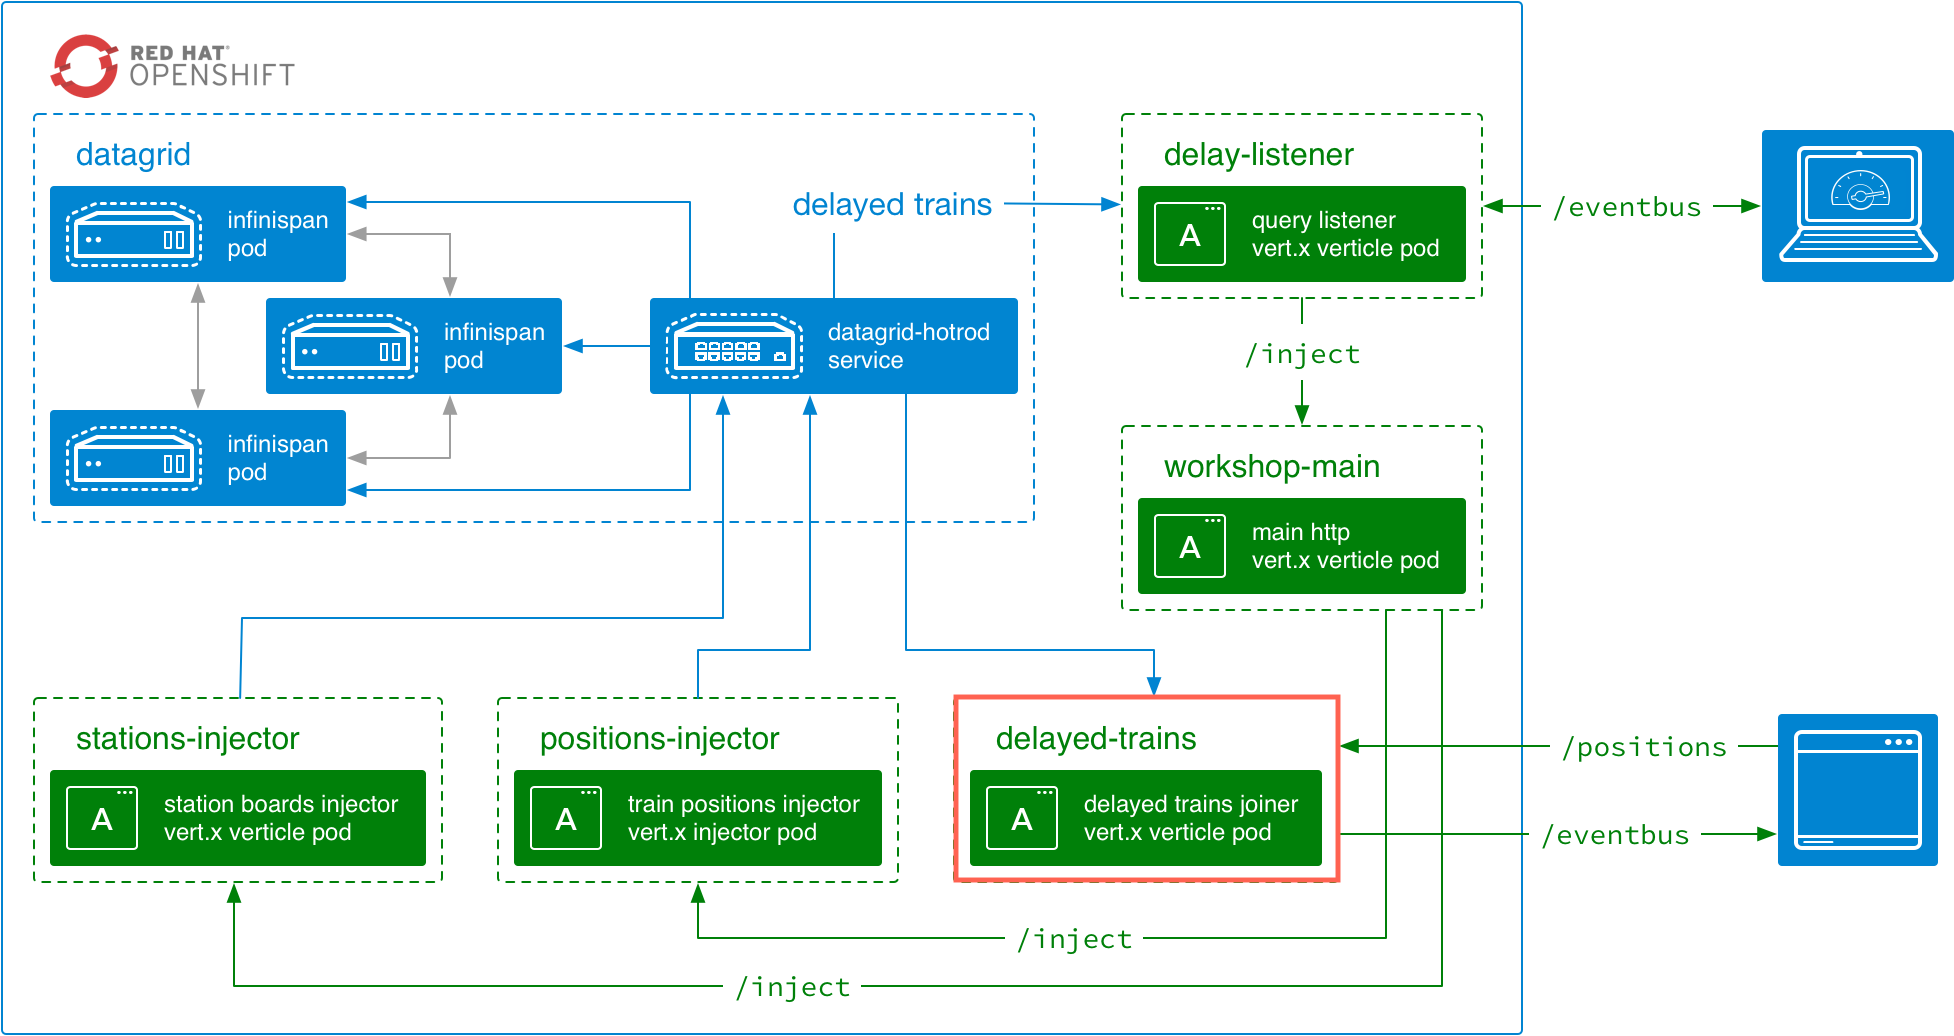 RED HAT®
OPENSHIFT
datagrid
infinispan
pod
infinispan
pod
infinispan
pod
delayed trains
datagrid-hotrod
service
delay-listener
A
query listener
vert.x verticle pod
/eventbus
/inject
workshop-main
A
main http
vert.x verticle pod
stations-injector
A
station boards injector
vert.x verticle pod
positions-injector
A
train positions injector
vert.x injector pod
delayed-trains
A
delayed trains joiner
vert.x verticle pod
/positions
/eventbus
/inject
/inject